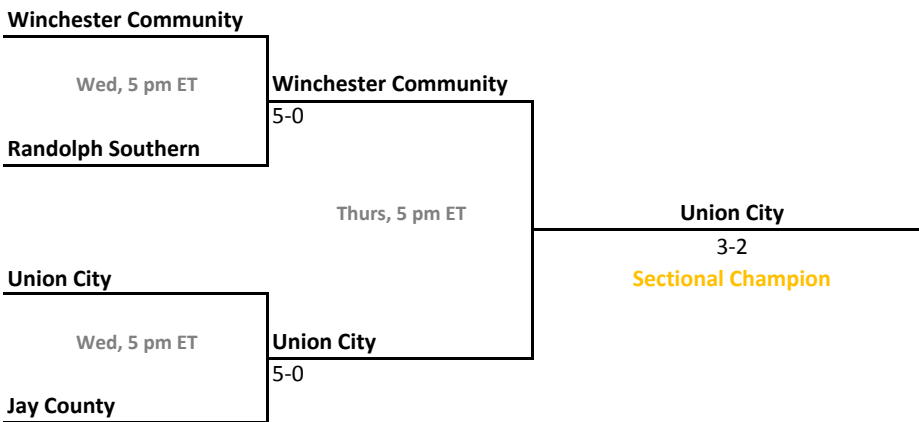 Winchester Community
Wed, 5 pm ET
Winchester Community
5-0
Randolph Southern
Thurs, 5 pm ET
Union City
3-2
Sectional Champion
Union City
Wed, 5 pm ET
Union City
5-0
Jay County